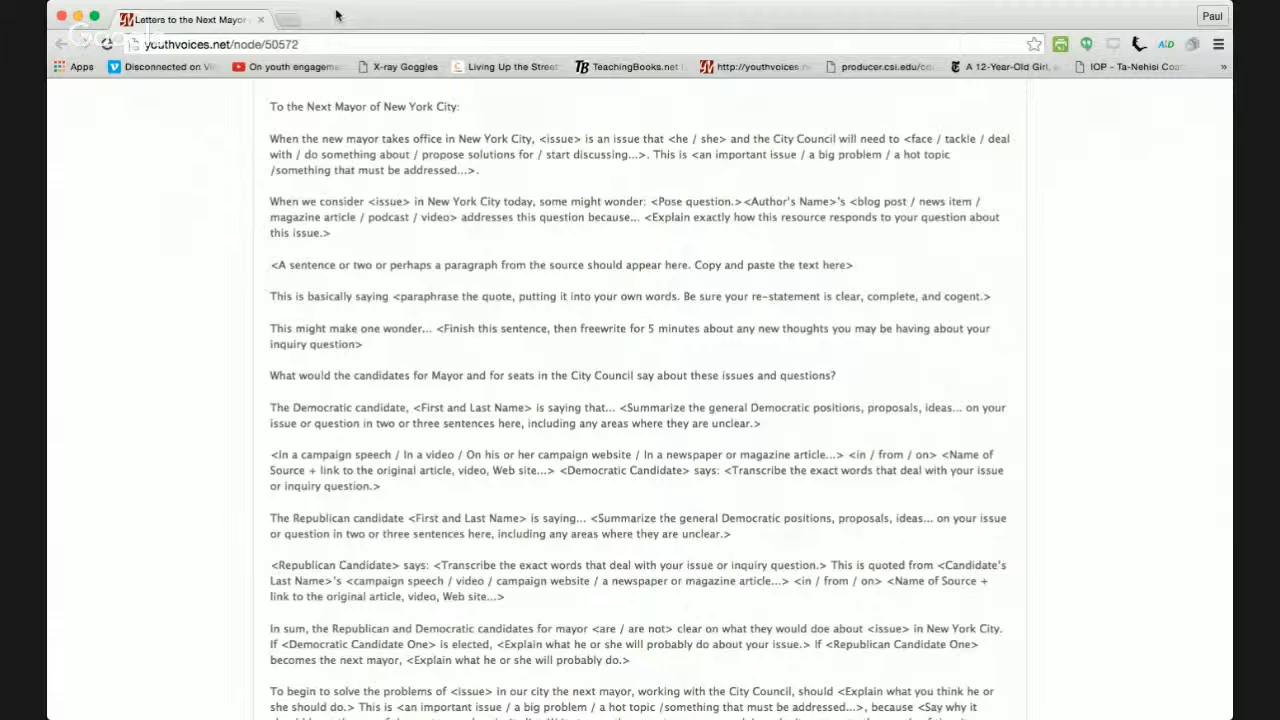 Letters to the Next Mayor
Paul
youthvoices.net/node/50572
Apps Disconnected on Vi On youth engageme X-ray Goggles Living Up the Street TeachingBooks.net | http://youthvoices.n producer.csi.edu/c A 12-Year-Old Girl, IOP - Ta-Nehisi Coa »
To the Next Mayor of New York City:
When the new mayor takes office in New York City, <issue> is an issue that <he / she> and the City Council will need to <face / tackle / deal
with / do something about / propose solutions for / start discussing...>. This is <an important issue / a big problem / a hot topic
/something that must be addressed...>.
When we consider <issue> in New York City today, some might wonder: <Pose question.><Author's Name>'s <blog post / news item /
magazine article / podcast / video> addresses this question because... <Explain exactly how this resource responds to your question about
this issue.>
<A sentence or two or perhaps a paragraph from the source should appear here. Copy and paste the text here>
This is basically saying <paraphrase the quote, putting it into your own words. Be sure your re-statement is clear, complete, and cogent.>
This might make one wonder... <Finish this sentence, then freewrite for 5 minutes about any new thoughts you may be having about your
inquiry question>
What would the candidates for Mayor and for seats in the City Council say about these issues and questions?
The Democratic candidate, <First and Last Name> is saying that... <Summarize the general Democratic positions, proposals, ideas... on your
issue or question in two or three sentences here, including any areas where they are unclear.>
<In a campaign speech / In a video / On his or her campaign website / In a newspaper or magazine article...> <in / from / on> <Name of
Source + link to the original article, video, Web site...> <Democratic Candidate> says: <Transcribe the exact words that deal with your issue
or inquiry question.>
The Republican candidate <First and Last Name> is saying... <Summarize the general Democratic positions, proposals, ideas... on your issue
or question in two or three sentences here, including any areas where they are unclear.>
<Republican Candidate> says: <Transcribe the exact words that deal with your issue or inquiry question.> This is quoted from <Candidate's
Last Name>'s <campaign speech / video / campaign website / a newspaper or magazine article...> <in / from / on> <Name of Source +
link to the original article, video, Web site...>
In sum, the Republican and Democratic candidates for mayor <are / are not> clear on what they would doe about <issue> in New York City.
If <Democratic Candidate One> is elected, <Explain what he or she will probably do about your issue.> If <Republican Candidate One>
becomes the next mayor, <Explain what he or she will probably do.>
To begin to solve the problems of <issue> in our city the next mayor, working with the City Council, should <Explain what you think he or
she should do.> This is <an important issue / a big problem / a hot topic /something that must be addressed...>, because <Say why it